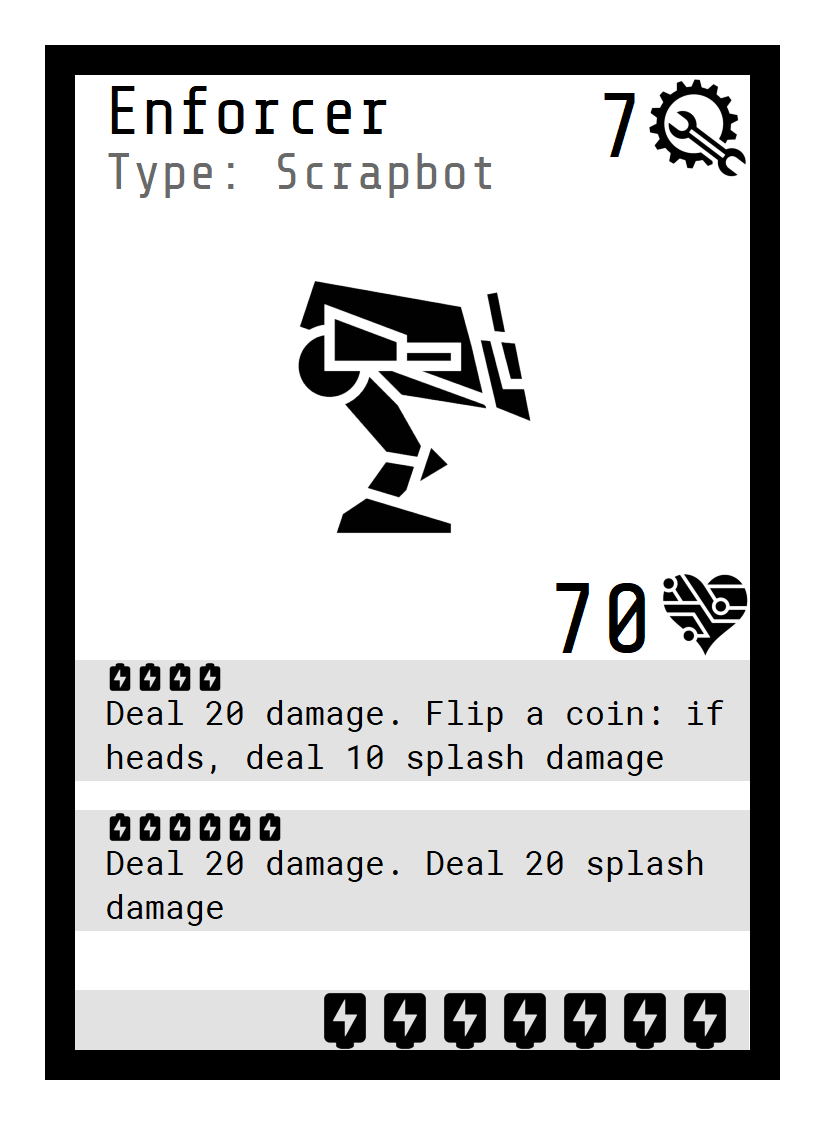 Enforcer
7
Type: Scrapbot
70
Deal 20 damage. Flip a coin: if
heads, deal 10 splash damage
Deal 20 damage. Deal 20 splash
damage